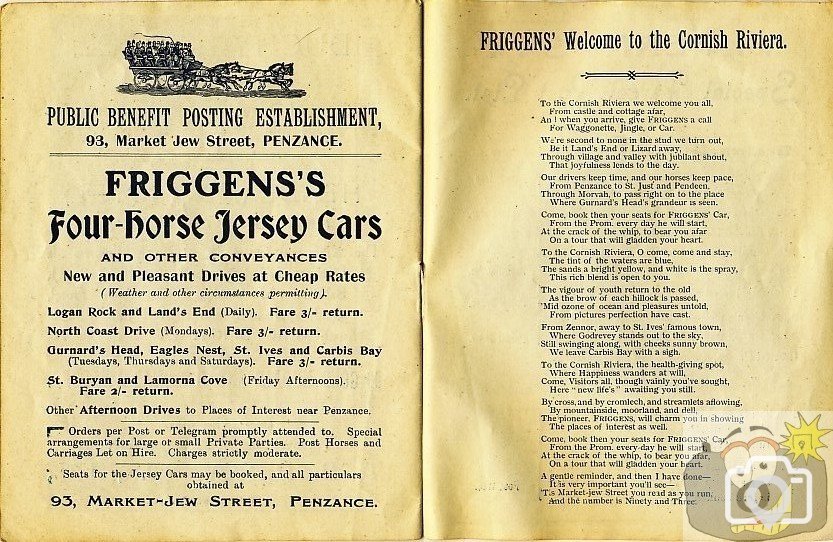 PUBLIC BENEFIT POSTING ESTABLISHMENT,
93, Market Jew Street, PENZANCE.
FRIGGENS'S
Four-Horse Jersey Cars
AND OTHER CONVEYANCES
New and Pleasant Drives at Cheap Rates
(Weather and other circumstances permitting).
Logan Rock and Land's End (Daily). Fare 3/- return.
North Coast Drive (Mondays). Fare 3/- return.
Gurnard's Head, Eagles Nest, St. Ives and Carbis Bay
(Tuesdays, Thursdays and Saturdays). Fare 3/- return.
St. Buryan and Lamorna Cove (Friday Afternoons).
Fare 2/- return.
Other Afternoon Drives to Places of Interest near Penzance.
Orders per Post or Telegram promptly attended to. Special
arrangements for large or small Private Parties. Post Horses and
Carriages Let on Hire. Charges strictly moderate.
Seats for the Jersey Cars may be booked, and all particulars
obtained at
93, MARKET-JEW STREET, PENZANCE.
FRIGGENS' Welcome to the Cornish Riviera.
To the Cornish Riviera we welcome you all,
From castle and cottage afar,
An! when you arrive, give FRIGGENS a call
For Waggonette, Jingle, or Car.
We're second to none in the stud we turn out,
Be it Land's End or Lizard away,
Through village and valley with jubilant shout,
That joyfulness lends to the day.
Our drivers keep time, and our horses keep pace,
From Penzance to St. Just and Pendeen.
Through Morvah, to pass right on to the place
Where Gurnard's Head's grandeur is seen.
Come, book then your seats for FRIGGENS' Car,
From the Prom. every day he will start,
At the crack of the whip, to bear you afar
On a tour that will gladden your heart.
To the Cornish Riviera, O come, come and stay,
The tint of the waters are blue,
The sands a bright yellow, and white is the spray,
This rich blend is open to you.
The vigour of youth return to the old
As the brow of each hillock is passed,
'Mid ozone of ocean and pleasures untold,
From pictures perfection have cast.
From Zennor, away to St. Ives' famous town,
Where Godrevey stands out to the sky,
Still swinging along, with cheeks sunny brown,
We leave Carbis Bay with a sigh.
To the Cornish Riviera, the health-giving spot,
Where Happiness wanders at will,
Come, Visitors all, though vainly you've sought,
Here "new life's" awaiting you still.
By cross, and by cromlech, and streamlets aflowing,
By mountainside, moorland, and dell,
The pioneer, FRIGGENS, will charm you in showing
The places of interest as well.
Come, book then your seats for FRIGGENS' Car,
From the Prom. every day he will start,
At the crack of the whip, to bear you afar,
On a tour that will gladden your heart.
A gentle reminder, and then I have done—
It is very important you'll see—
'Tis Market-jew Street you read as you run,
And the number is Ninety and Three.